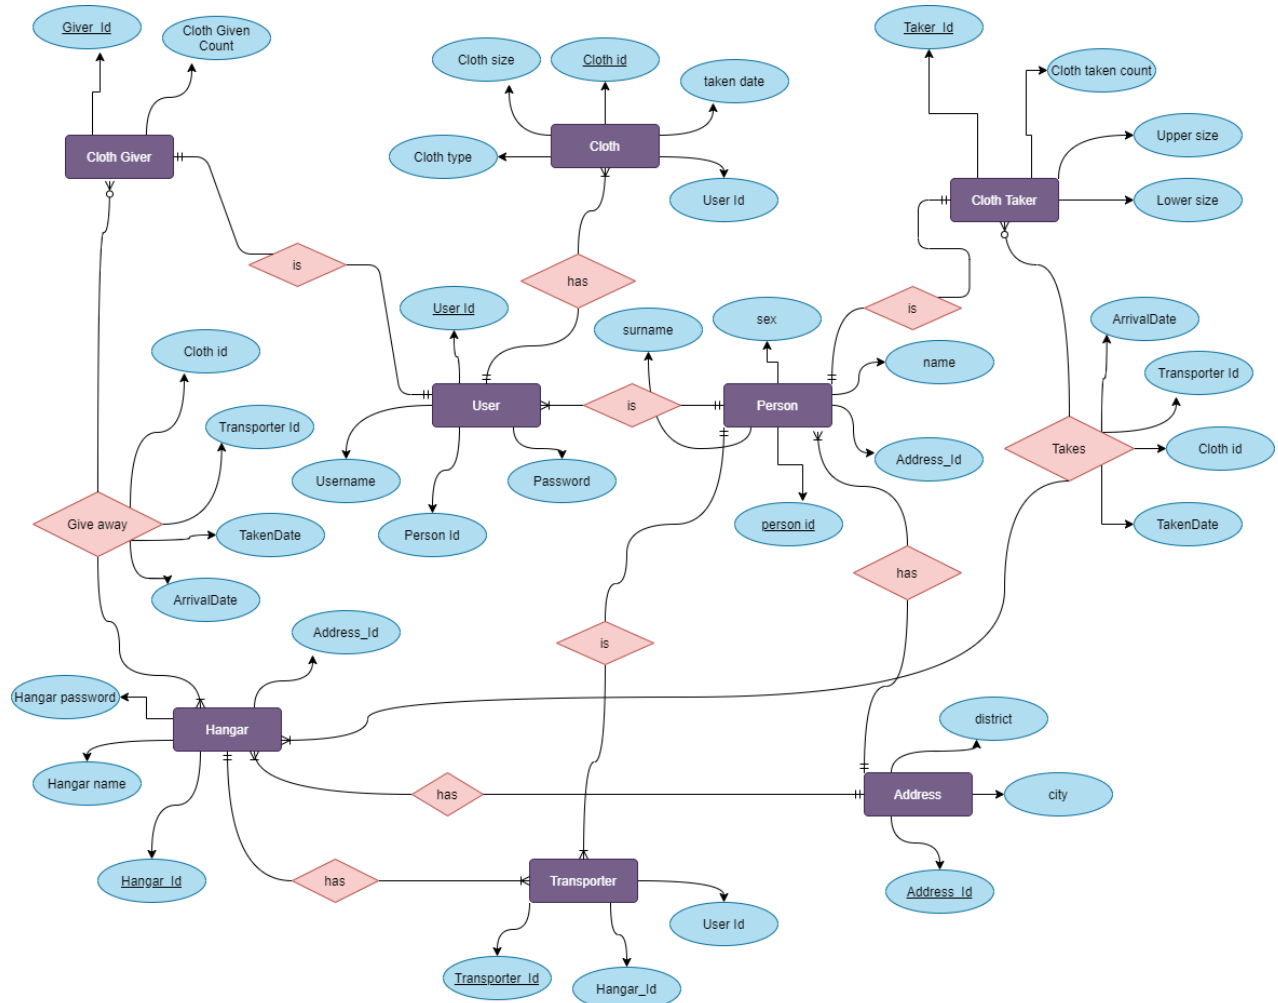 Giver_Id
Cloth Given
Count
Cloth size
Cloth id
taken date
Taker_Id
Cloth taken count
Cloth Giver
Cloth
Cloth type
User Id
Upper size
Cloth Taker
Lower size
is
has
User Id
surname
sex
is
ArrivalDate
Cloth id
name
Transporter Id
User
is
Person
Transporter Id
Username
Password
Address_Id
Takes
Cloth id
Give away
TakenDate
Person Id
person id
TakenDate
ArrivalDate
has
Address_Id
is
Hangar password
Hangar
district
Hangar name
has
Address
city
Hangar_Id
has
Transporter
Address_Id
User Id
Transporter_Id
Hangar_Id